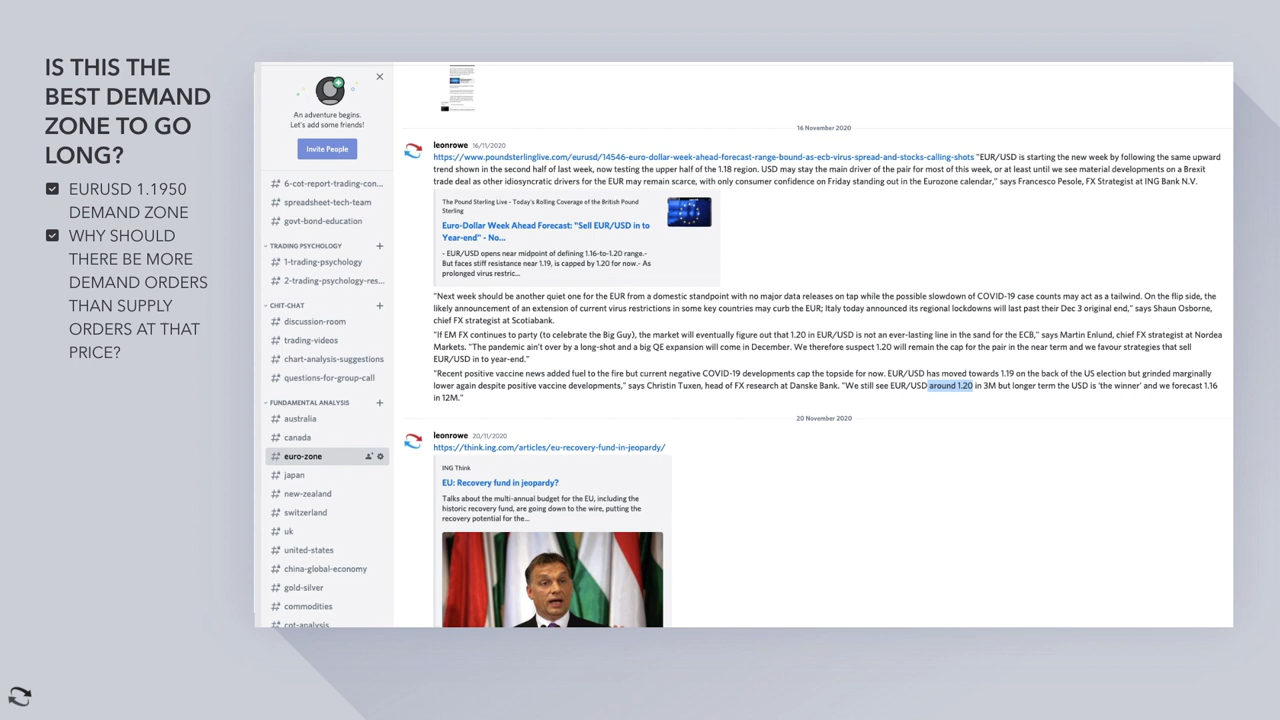 IS THIS THE
BEST DEMAND
ZONE TO GO
LONG?
EURUSD 1.1950
DEMAND ZONE
WHY SHOULD
THERE BE MORE
DEMAND ORDERS
THAN SUPPLY
ORDERS AT THAT
PRICE?
An adventure begins.
Let's add some friends!
Invite People
6-cot-report-trading-con...
spreadsheet-tech-team
govt-bond-education
TRADING PSYCHOLOGY
1-trading-psychology
2-trading-psychology-res...
CHIT-CHAT
discussion-room
trading-videos
chart-analysis-suggestions
questions-for-group-call
FUNDAMENTAL ANALYSIS
australia
canada
euro-zone
japan
new-zealand
switzerland
uk
united-states
china-global-economy
gold-silver
commodities
cot-analysis
16 November 2020
leonrowe 16/11/2020
https://www.poundsterlinglive.com/eurusd/14546-euro-dollar-week-ahead-forecast-range-bound-as-ecb-virus-spread-and-stocks-calling-shots "EUR/USD is starting the new week by following the same upward
trend shown in the second half of last week, now testing the upper half of the 1.18 region. USD may stay the main driver of the pair for most of this week, or at least until we see material developments on a Brexit
trade deal as other idiosyncratic drivers for the EUR may remain scarce, with only consumer confidence on Friday standing out in the Eurozone calendar," says Francesco Pesole, FX Strategist at ING Bank N.V.
The Pound Sterling Live - Today's Rolling Coverage of the British Pound
Sterling
Euro-Dollar Week Ahead Forecast: "Sell EUR/USD in to
Year-end" - No...
- EUR/USD opens near midpoint of defining 1.16-to-1.20 range.-
But faces stiff resistance near 1.19, is capped by 1.20 for now.- As
prolonged virus restric...
"Next week should be another quiet one for the EUR from a domestic standpoint with no major data releases on tap while the possible slowdown of COVID-19 case counts may act as a tailwind. On the flip side, the
likely announcement of an extension of current virus restrictions in some key countries may curb the EUR; Italy today announced its regional lockdowns will last past their Dec 3 original end," says Shaun Osborne,
chief FX strategist at Scotiabank.
"If EM FX continues to party (to celebrate the Big Guy), the market will eventually figure out that 1.20 in EUR/USD is not an ever-lasting line in the sand for the ECB," says Martin Enlund, chief FX strategist at Nordea
Markets. "The pandemic ain't over by a long-shot and a big QE expansion will come in December. We therefore suspect 1.20 will remain the cap for the pair in the near term and we favour strategies that sell
EUR/USD in to year-end."
"Recent positive vaccine news added fuel to the fire but current negative COVID-19 developments cap the topside for now. EUR/USD has moved towards 1.19 on the back of the US election but grinded marginally
lower again despite positive vaccine developments," says Christin Tuxen, head of FX research at Danske Bank. "We still see EUR/USD around 1.20 in 3M but longer term the USD is 'the winner' and we forecast 1.16
in 12M."
20 November 2020
leonrowe 20/11/2020
https://think.ing.com/articles/eu-recovery-fund-in-jeopardy/
ING Think
EU: Recovery fund in jeopardy?
Talks about the multi-annual budget for the EU, including the
historic recovery fund, are going down to the wire, putting the
recovery potential for the...